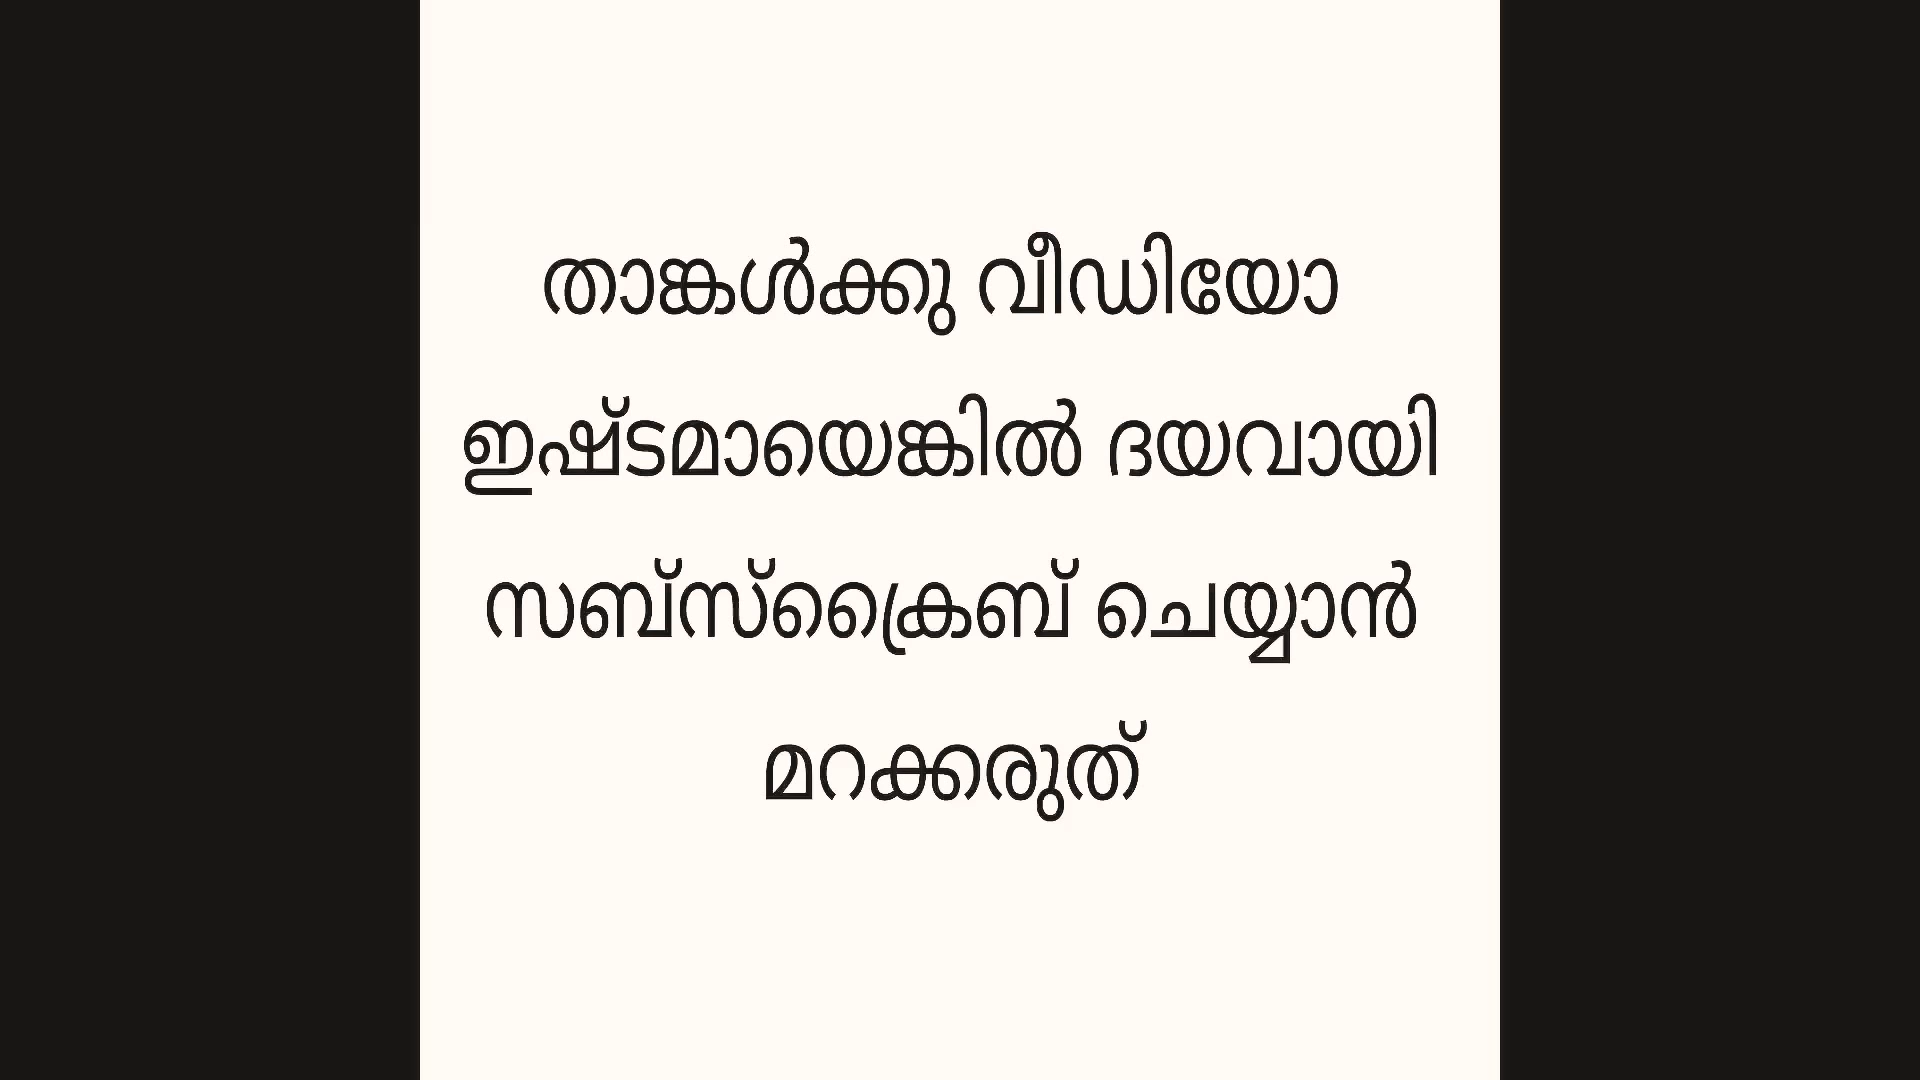 താങ്കൾക്കു വീഡിയോ
ഇഷ്ടമായെങ്കിൽ ദയവായി
സബ്സ്ക്രൈബ് ചെയ്യാൻ
മറക്കരുത്